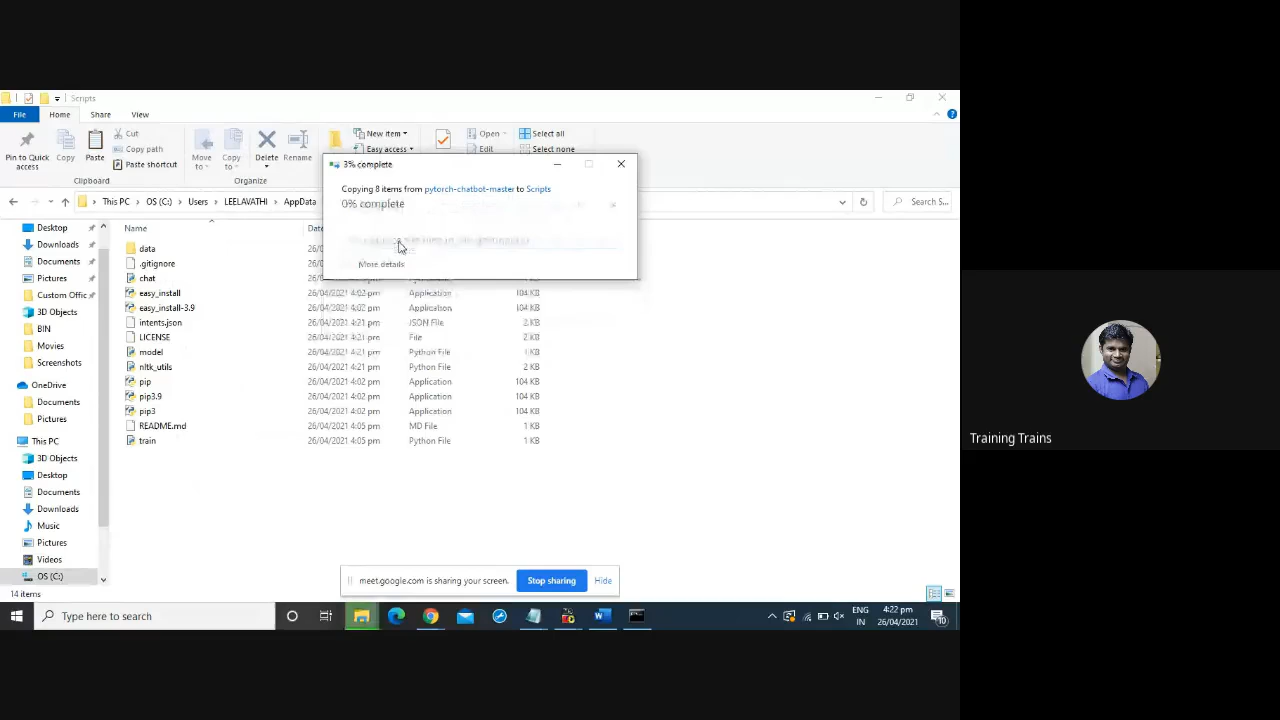 Scripts
File Home Share View
Pin to Quick access
Copy
Paste
Cut
Copy path
Paste shortcut
Clipboard
Move to
Copy to
Delete
Rename
Organize
New item
Easy access
Open
Edit
Select all
Select none
3% complete
Copying 8 items from pytorch-chatbot-master to Scripts
0% complete
More details
This PC OS (C:) Users LEELAVATHI AppData
Search S...
Desktop
Downloads
Documents
Pictures
Custom Offic
3D Objects
BIN
Movies
Screenshots
OneDrive
Documents
Pictures
This PC
3D Objects
Desktop
Documents
Downloads
Music
Pictures
Videos
OS (C:)
Name
data
.gitignore
chat
easy_install 26/04/2021 4:02 pm Application 104 KB
easy_install-3.9 26/04/2021 4:02 pm Application 104 KB
intents.json 26/04/2021 4:21 pm JSON File 2 KB
LICENSE 26/04/2021 4:21 pm File 2 KB
model 26/04/2021 4:21 pm Python File 1 KB
nltk_utils 26/04/2021 4:21 pm Python File 2 KB
pip 26/04/2021 4:02 pm Application 104 KB
pip3.9 26/04/2021 4:02 pm Application 104 KB
pip3 26/04/2021 4:02 pm Application 104 KB
README.md 26/04/2021 4:05 pm MD File 1 KB
train 26/04/2021 4:05 pm Python File 1 KB
14 items
meet.google.com is sharing your screen. Stop sharing Hide
Type here to search
ENG
IN
4:22 pm
26/04/2021
10
Training Trains